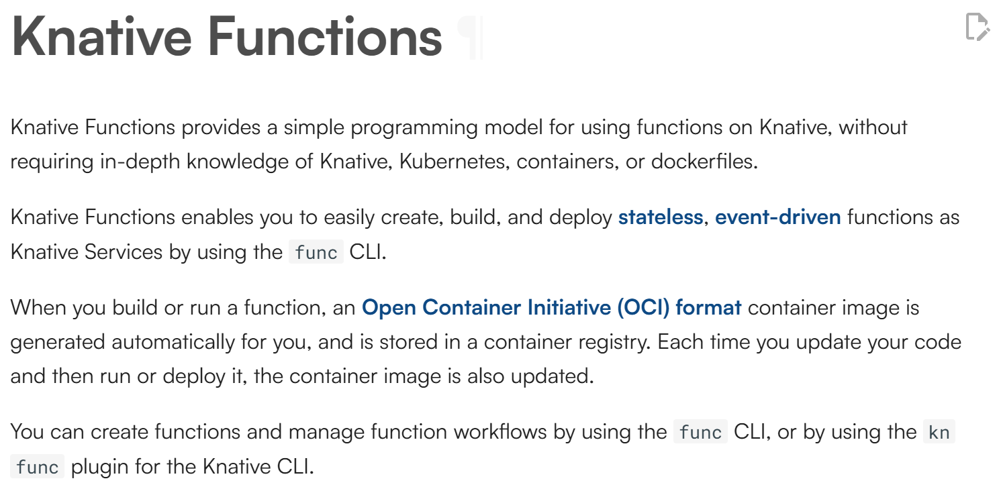 Knative Functions ¶
Knative Functions provides a simple programming model for using functions on Knative, without
requiring in-depth knowledge of Knative, Kubernetes, containers, or dockerfiles.
Knative Functions enables you to easily create, build, and deploy stateless, event-driven functions as
Knative Services by using the func CLI.
When you build or run a function, an Open Container Initiative (OCI) format container image is
generated automatically for you, and is stored in a container registry. Each time you update your code
and then run or deploy it, the container image is also updated.
You can create functions and manage function workflows by using the func CLI, or by using the kn
func plugin for the Knative CLI.